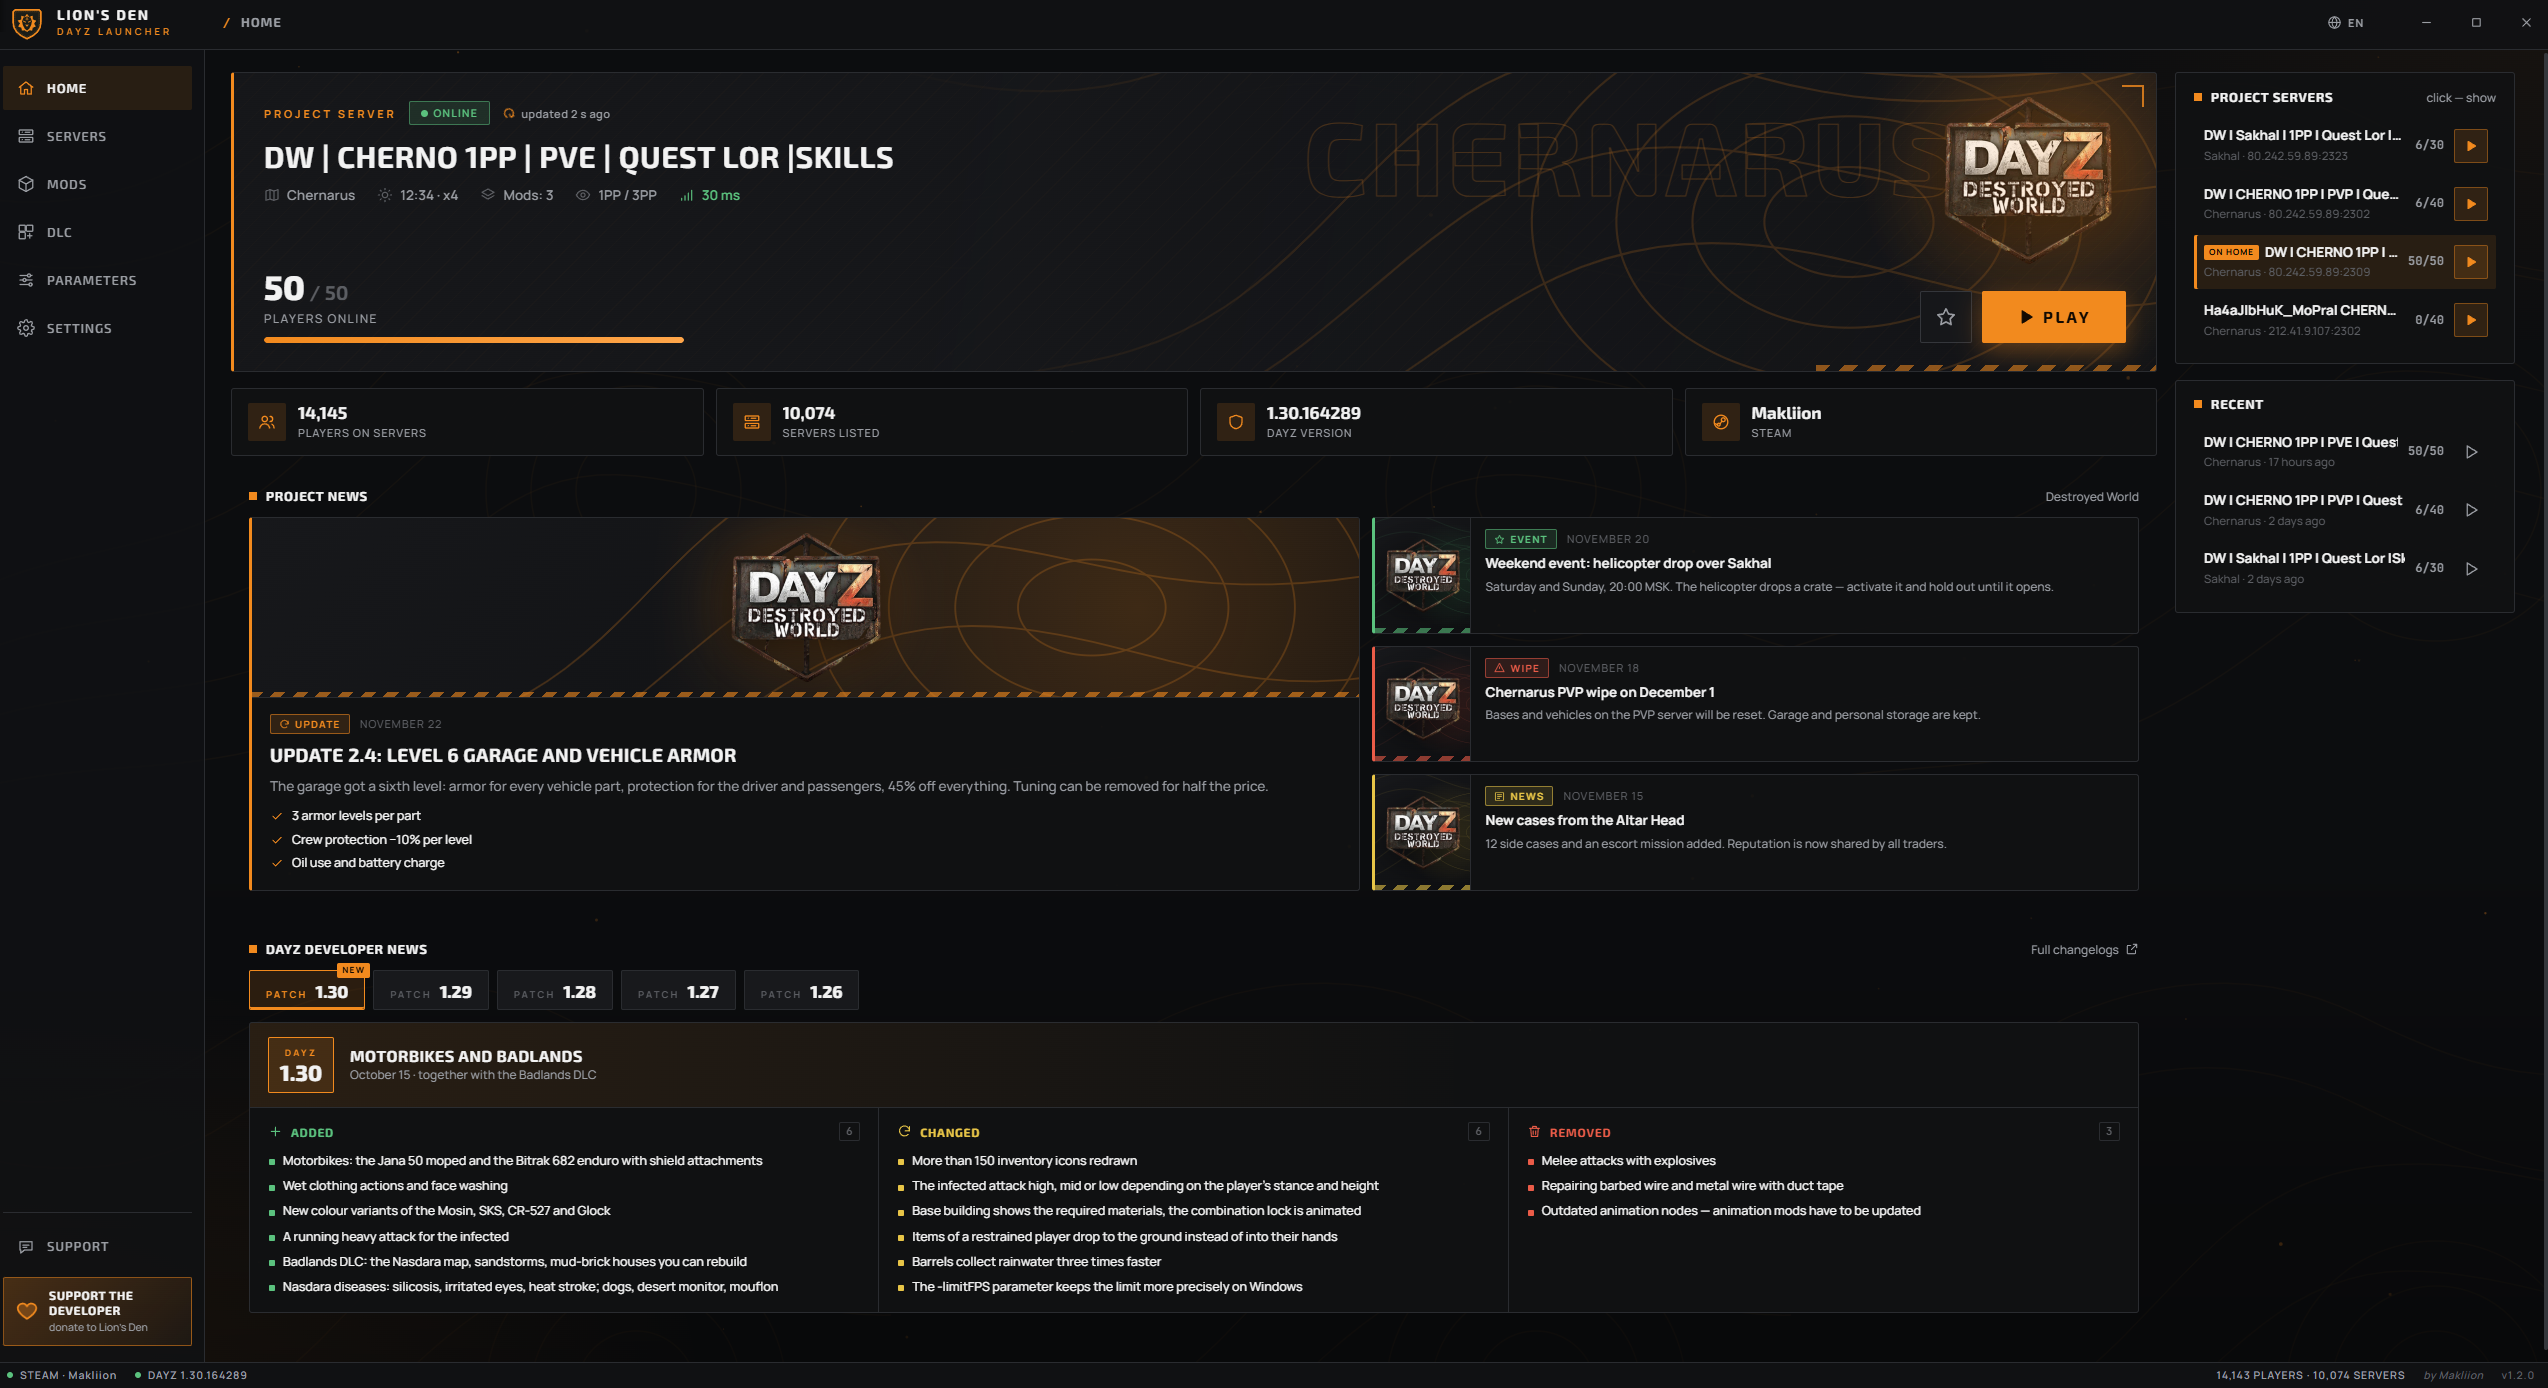 LION'S DEN
DAYZ LAUNCHER
/ HOME
EN
HOME
SERVERS
MODS
DLC
PARAMETERS
SETTINGS
SUPPORT
SUPPORT THE
DEVELOPER
donate to Lion's Den
PROJECT SERVER
ONLINE
updated 2 s ago
DW | CHERNO 1PP | PVE | QUEST LOR |SKILLS
Chernarus
12:34 · x4
Mods: 3
1PP / 3PP
30 ms
CHERNARUS
DAYZ
DESTROYED
WORLD
50 / 50
PLAYERS ONLINE
PLAY
14,145
PLAYERS ON SERVERS
10,074
SERVERS LISTED
1.30.164289
DAYZ VERSION
Makliion
STEAM
PROJECT NEWS
Destroyed World
DAYZ
DESTROYED
WORLD
UPDATE
NOVEMBER 22
UPDATE 2.4: LEVEL 6 GARAGE AND VEHICLE ARMOR
The garage got a sixth level: armor for every vehicle part, protection for the driver and passengers, 45% off everything. Tuning can be removed for half the price.
3 armor levels per part
Crew protection −10% per level
Oil use and battery charge
DAYZ
DESTROYED
WORLD
EVENT
NOVEMBER 20
Weekend event: helicopter drop over Sakhal
Saturday and Sunday, 20:00 MSK. The helicopter drops a crate — activate it and hold out until it opens.
DAYZ
DESTROYED
WORLD
WIPE
NOVEMBER 18
Chernarus PVP wipe on December 1
Bases and vehicles on the PVP server will be reset. Garage and personal storage are kept.
DAYZ
DESTROYED
WORLD
NEWS
NOVEMBER 15
New cases from the Altar Head
12 side cases and an escort mission added. Reputation is now shared by all traders.
DAYZ DEVELOPER NEWS
Full changelogs
PATCH 1.30
NEW
PATCH 1.29
PATCH 1.28
PATCH 1.27
PATCH 1.26
DAYZ
1.30
MOTORBIKES AND BADLANDS
October 15 · together with the Badlands DLC
ADDED
6
Motorbikes: the Jana 50 moped and the Bitrak 682 enduro with shield attachments
Wet clothing actions and face washing
New colour variants of the Mosin, SKS, CR-527 and Glock
A running heavy attack for the infected
Badlands DLC: the Nasdara map, sandstorms, mud-brick houses you can rebuild
Nasdara diseases: silicosis, irritated eyes, heat stroke; dogs, desert monitor, mouflon
CHANGED
6
More than 150 inventory icons redrawn
The infected attack high, mid or low depending on the player's stance and height
Base building shows the required materials, the combination lock is animated
Items of a restrained player drop to the ground instead of into their hands
Barrels collect rainwater three times faster
The -limitFPS parameter keeps the limit more precisely on Windows
REMOVED
3
Melee attacks with explosives
Repairing barbed wire and metal wire with duct tape
Outdated animation nodes — animation mods have to be updated
PROJECT SERVERS
click — show
DW I Sakhal I 1PP I Quest Lor I...
6/30
Sakhal · 80.242.59.89:2323
DW I CHERNO 1PP I PVP I Que...
6/40
Chernarus · 80.242.59.89:2302
ON HOME
DW I CHERNO 1PP I ...
50/50
Chernarus · 80.242.59.89:2309
Ha4aJIbHuK_MoPraI CHERN...
0/40
Chernarus · 212.41.9.107:2302
RECENT
DW I CHERNO 1PP I PVE I Quest
50/50
Chernarus · 17 hours ago
DW I CHERNO 1PP I PVP I Quest
6/40
Chernarus · 2 days ago
DW I Sakhal I 1PP I Quest Lor ISk
6/30
Sakhal · 2 days ago
STEAM · Makliion
DAYZ 1.30.164289
14,143 PLAYERS · 10,074 SERVERS
by Makliion
v1.2.0